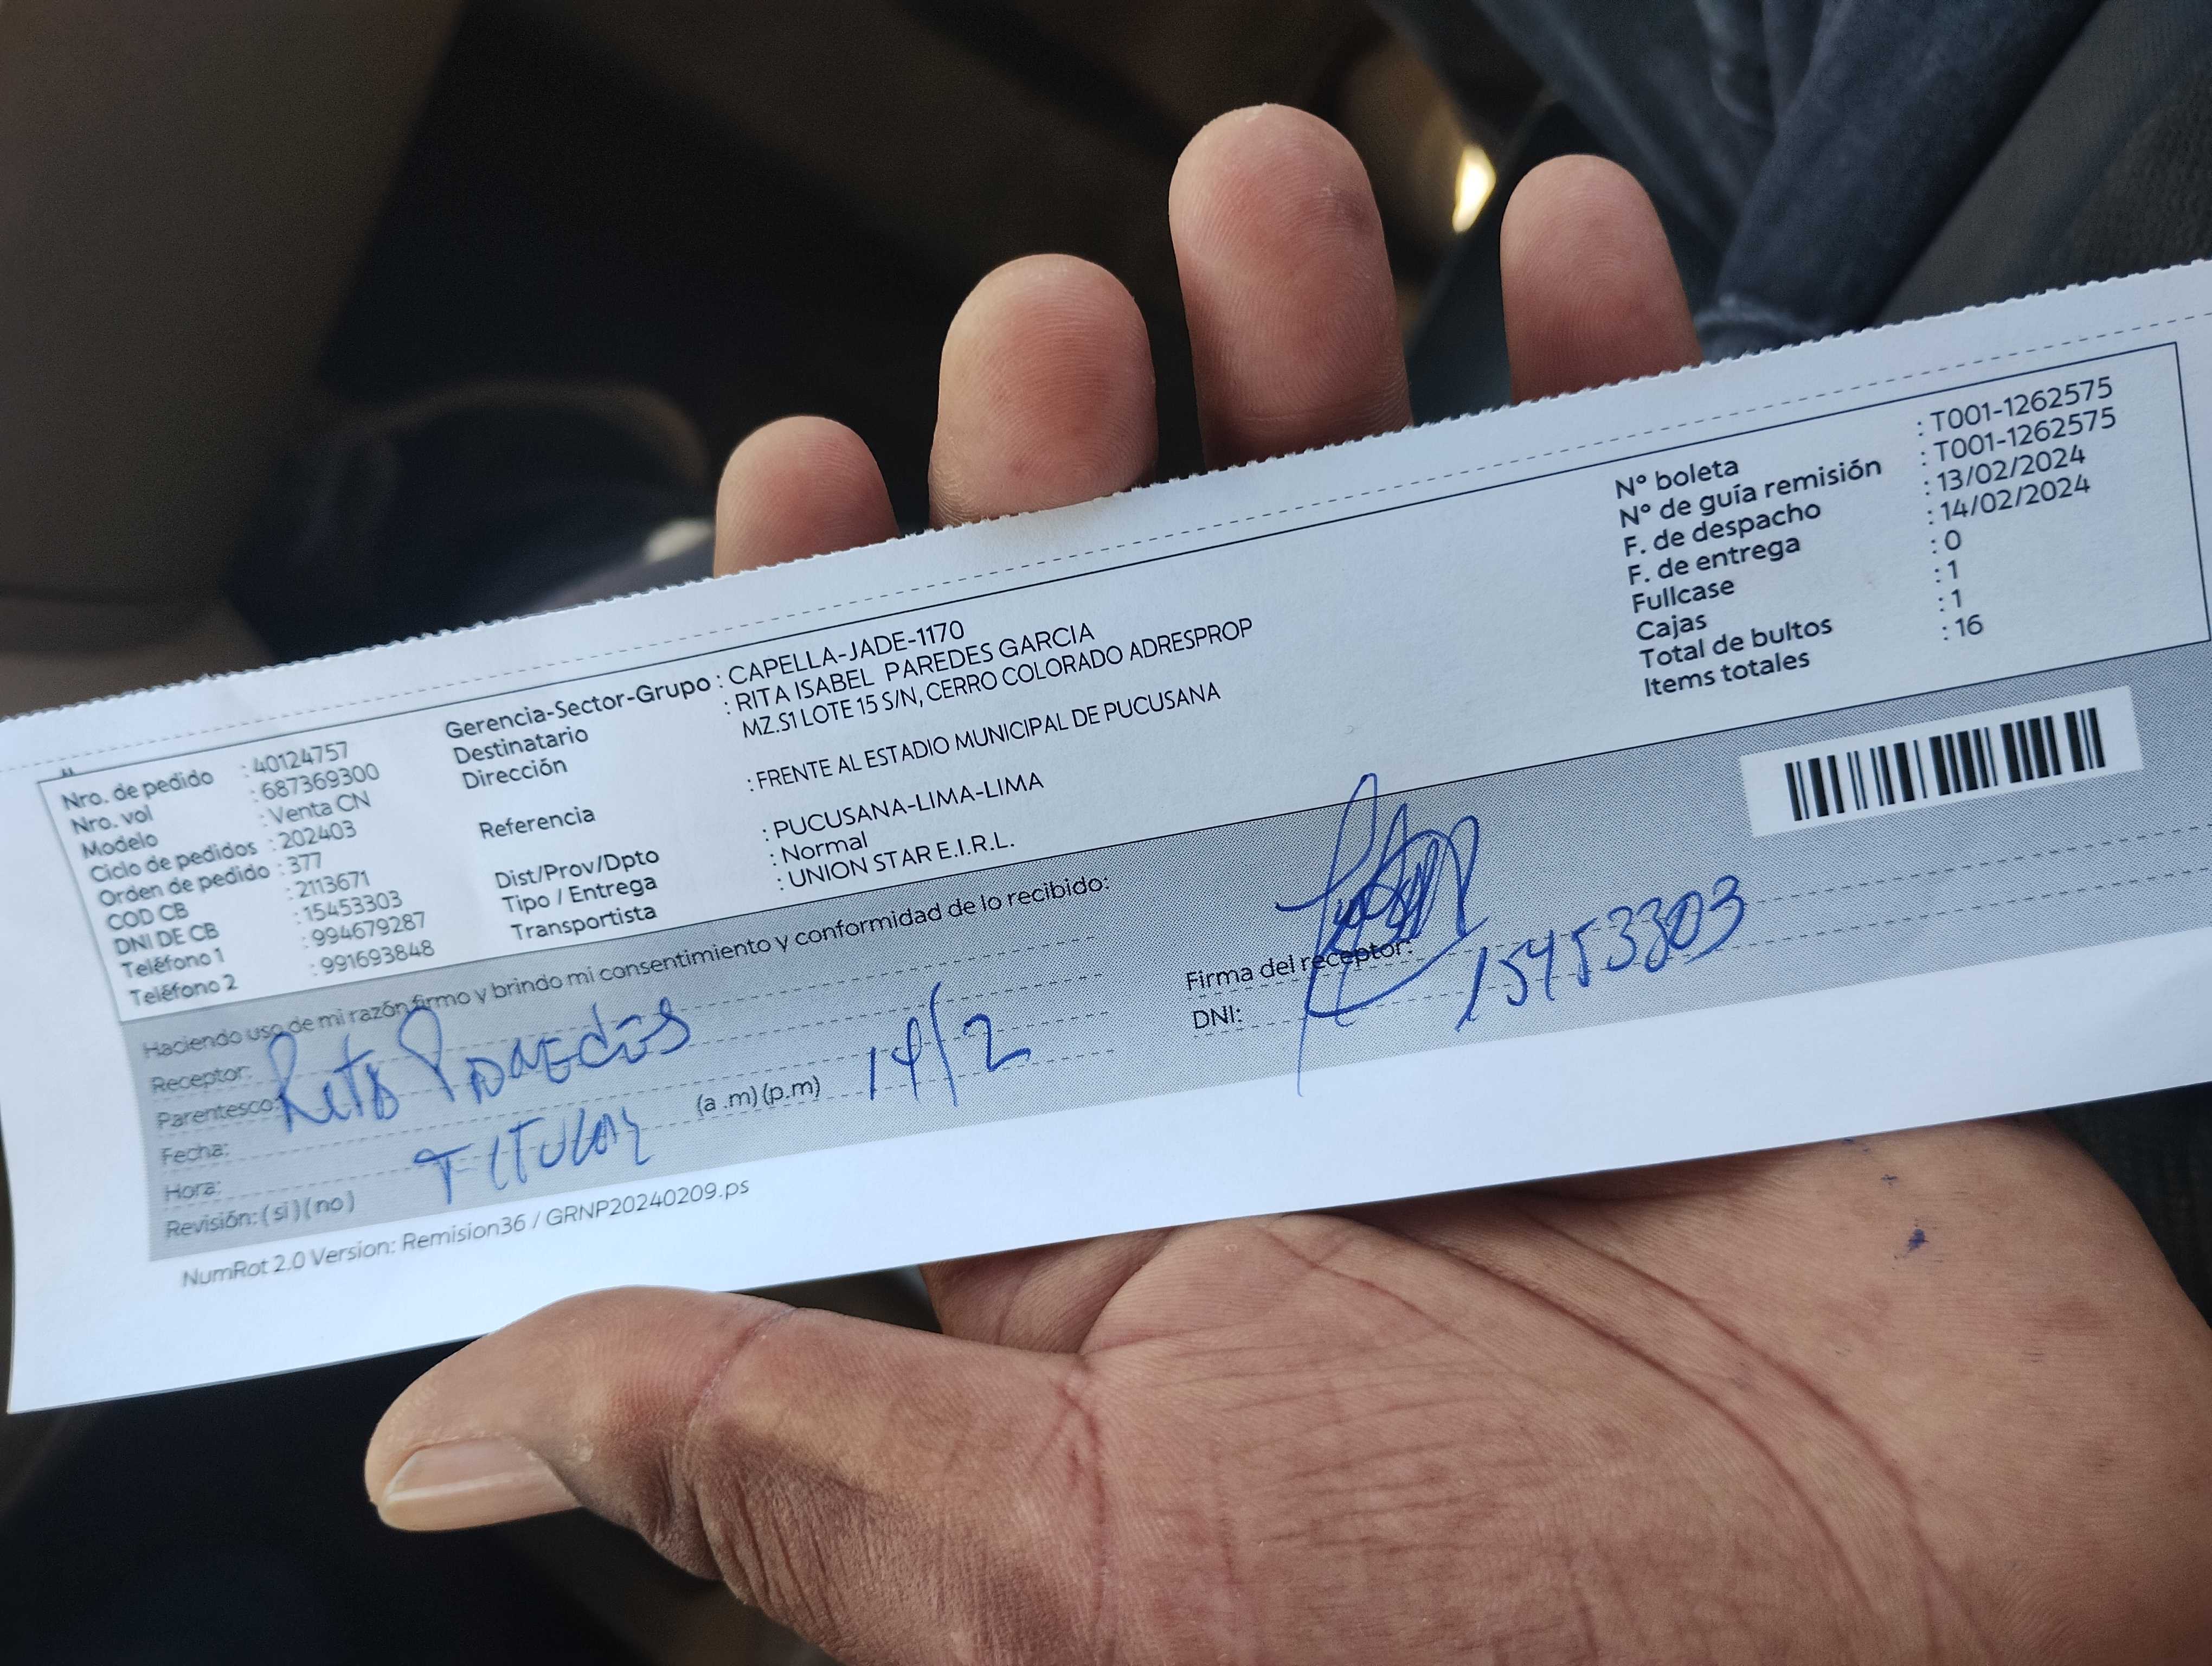 Nro. de pedido : 40124757
Nro. vol : 687369300
Modelo : Venta CN
Ciclo de pedidos : 202403
Orden de pedido : 377
COD CB : 2113671
DNI DE CB : 15453303
Teléfono 1 : 994679287
Teléfono 2 : 991693848
Gerencia-Sector-Grupo : CAPELLA-JADE-1170
Destinatario : RITA ISABEL PAREDES GARCIA
Dirección MZ.S1 LOTE 15 S/N, CERRO COLORADO ADRESPROP
Referencia : FRENTE AL ESTADIO MUNICIPAL DE PUCUSANA
Dist/Prov/Dpto : PUCUSANA-LIMA-LIMA
Tipo / Entrega : Normal
Transportista : UNION STAR E.I.R.L.
Nº boleta : T001-1262575
Nº de guía remisión : T001-1262575
F. de despacho : 13/02/2024
F. de entrega : 14/02/2024
Fullcase : 0
Cajas : 1
Total de bultos : 1
Items totales : 16
Haciendo uso de mi razón firmo y brindo mi consentimiento y conformidad de lo recibido:
Receptor: Rita Paredes
Parentesco:
Fecha:
Hora: (a .m) (p.m) 14/2
Revisión: ( si ) ( no ) TITULAR
Firma del receptor:
DNI: 15453303
NumRot 2.0 Version: Remision36 / GRNP20240209.ps